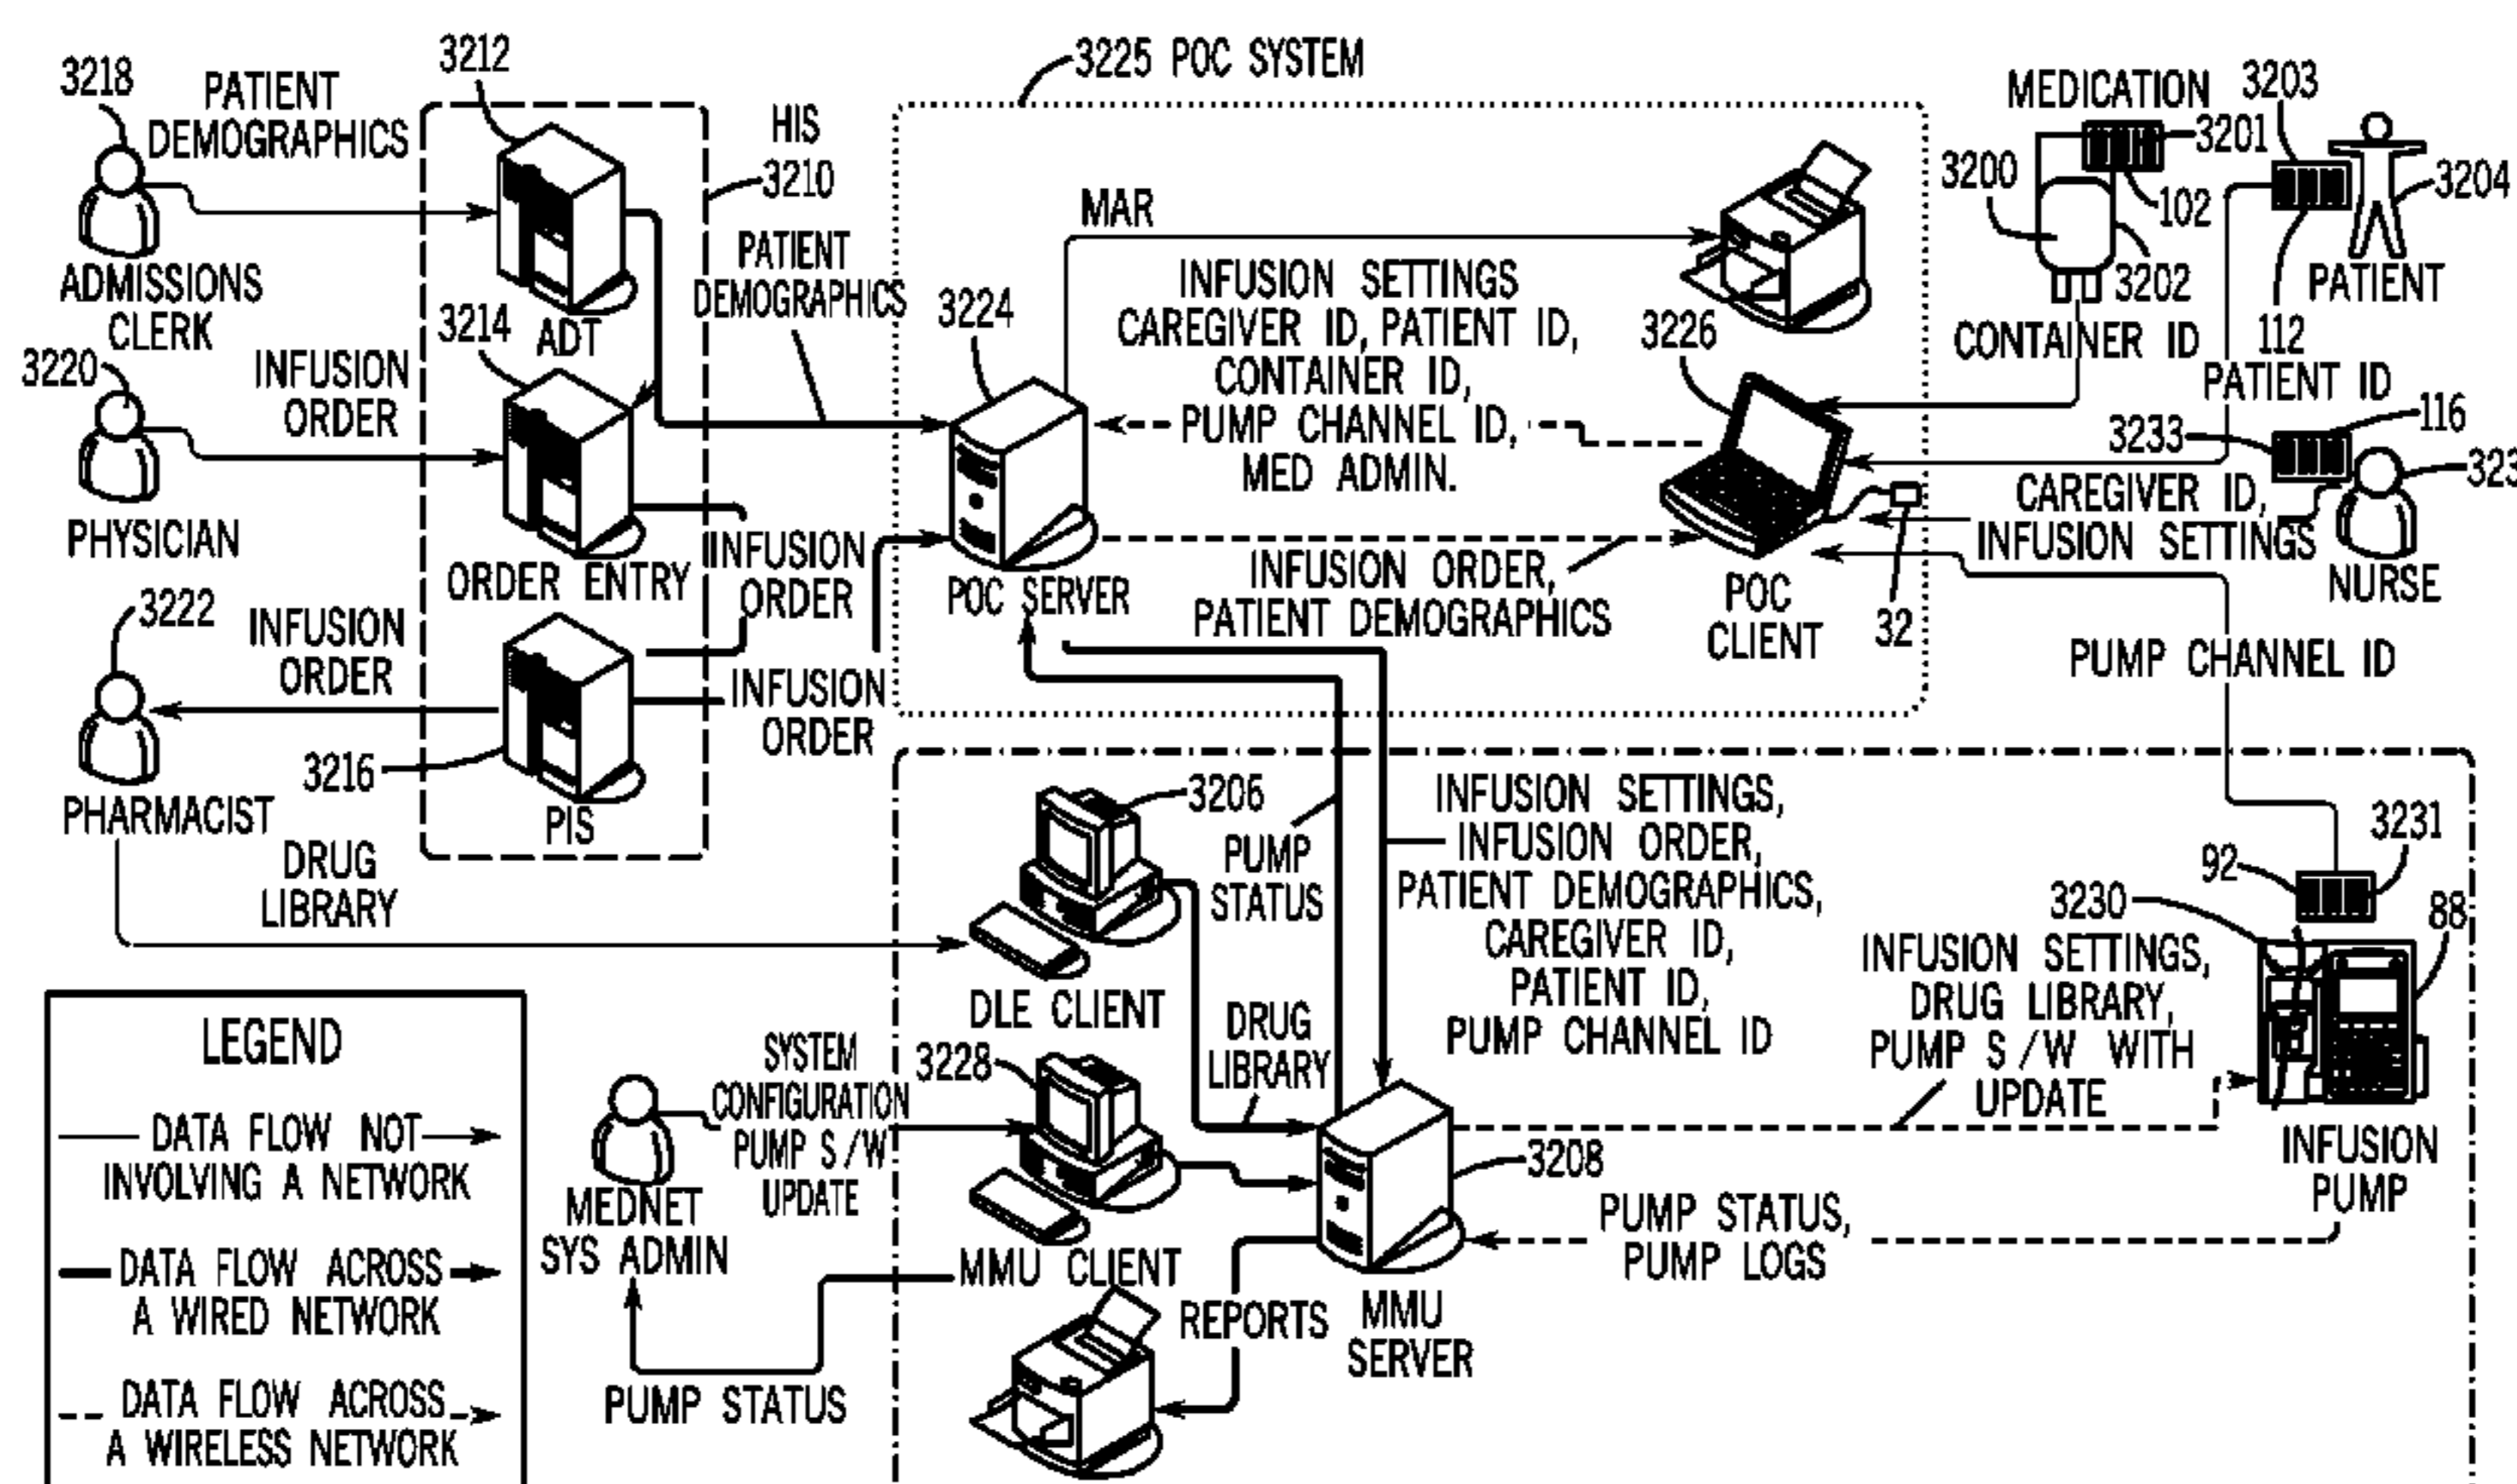 3225 POC SYSTEM
3218
PATIENT
DEMOGRAPHICS
3212
HIS
3210
ADMISSIONS
CLERK
ADT
PATIENT
DEMOGRAPHICS
3220
INFUSION
ORDER
3214
PHYSICIAN
ORDER ENTRY
INFUSION
ORDER
3222
INFUSION
ORDER
INFUSION
ORDER
3216
PHARMACIST
PIS
DRUG
LIBRARY
MAR
3224
POC SERVER
INFUSION SETTINGS
CAREGIVER ID, PATIENT ID,
CONTAINER ID,
PUMP CHANNEL ID,
MED ADMIN.
3226
INFUSION ORDER,
PATIENT DEMOGRAPHICS
POC
CLIENT
32
MEDICATION
3201
3200
102
3202
CONTAINER ID
3203
3204
PATIENT
112
PATIENT ID
116
3233
323
CAREGIVER ID,
INFUSION SETTINGS
NURSE
PUMP CHANNEL ID
3206
PUMP
STATUS
INFUSION SETTINGS,
INFUSION ORDER,
PATIENT DEMOGRAPHICS,
CAREGIVER ID,
PATIENT ID,
PUMP CHANNEL ID
DLE CLIENT
DRUG
LIBRARY
92
3231
3230
88
INFUSION SETTINGS,
DRUG LIBRARY,
PUMP S/W WITH
UPDATE
INFUSION
PUMP
SYSTEM
CONFIGURATION
PUMP S/W
UPDATE
3228
MEDNET
SYS ADMIN
MMU CLIENT
3208
PUMP STATUS,
PUMP LOGS
REPORTS
MMU
SERVER
PUMP STATUS
LEGEND
DATA FLOW NOT
INVOLVING A NETWORK
DATA FLOW ACROSS
A WIRED NETWORK
DATA FLOW ACROSS
A WIRELESS NETWORK